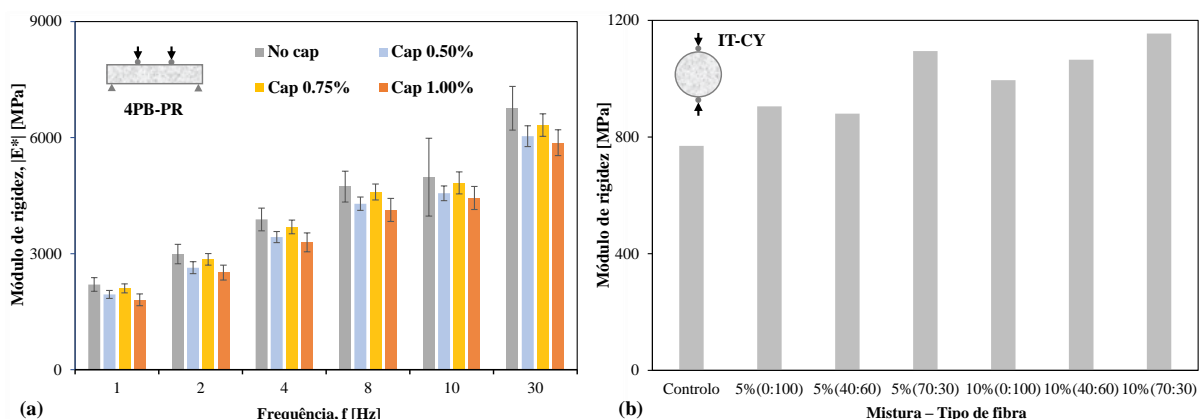 9000
6000
3000
0
Módulo de rigidez, |E*| [MPa]
4PB-PR
No cap
Cap 0.50%
Cap 0.75%
Cap 1.00%
1 2 4 8 10 30
(a)
Frequência, f [Hz]
1200
800
400
0
Módulo de rigidez [MPa]
IT-CY
Controlo 5%(0:100) 5%(40:60) 5%(70:30) 10%(0:100) 10%(40:60) 10%(70:30)
(b)
Mistura – Tipo de fibra